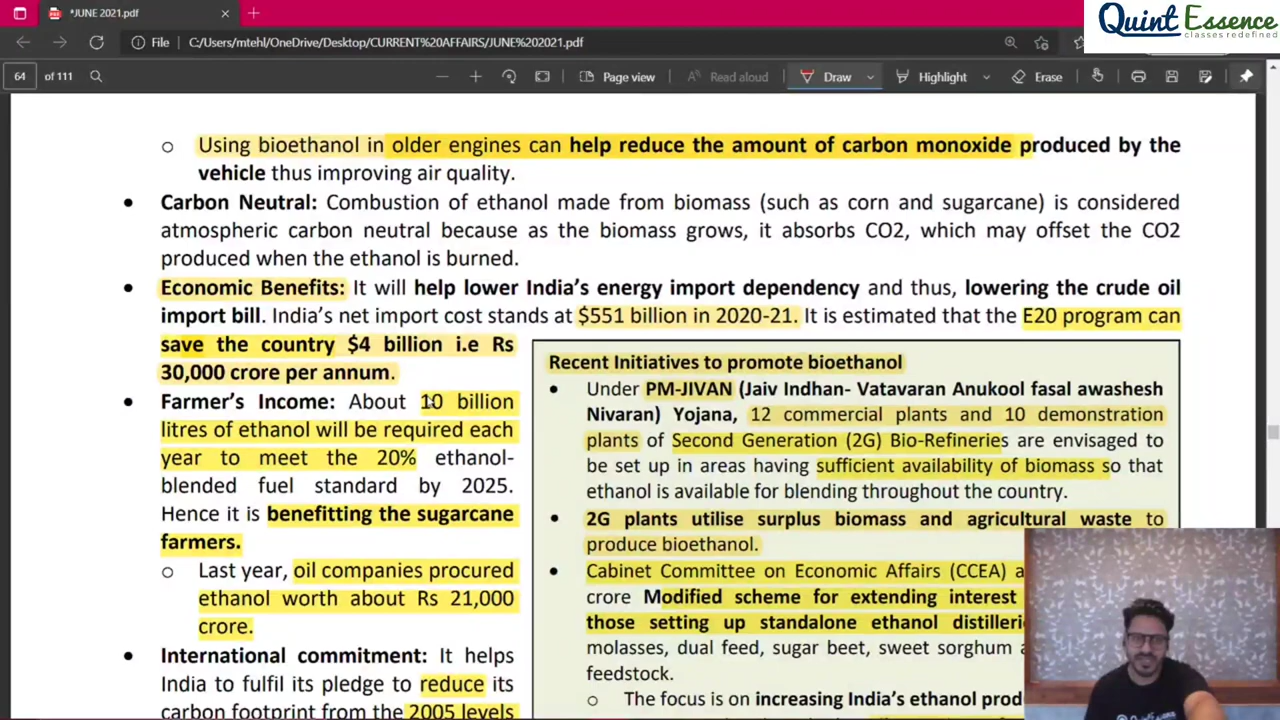 *JUNE 2021.pdf
Quint Essence
classes redefined
File C:/Users/mtehl/OneDrive/Desktop/CURRENT%20AFFAIRS/JUNE%202021.pdf
64 of 111
Page view
Read aloud
Draw
Highlight
Erase
Using bioethanol in older engines can help reduce the amount of carbon monoxide produced by the
vehicle thus improving air quality.
Carbon Neutral: Combustion of ethanol made from biomass (such as corn and sugarcane) is considered
atmospheric carbon neutral because as the biomass grows, it absorbs CO2, which may offset the CO2
produced when the ethanol is burned.
Economic Benefits: It will help lower India's energy import dependency and thus, lowering the crude oil
import bill. India's net import cost stands at $551 billion in 2020-21. It is estimated that the E20 program can
save the country $4 billion i.e Rs
30,000 crore per annum.
Farmer's Income: About 10 billion
litres of ethanol will be required each
year to meet the 20% ethanol-
blended fuel standard by 2025.
Hence it is benefitting the sugarcane
farmers.
Last year, oil companies procured
ethanol worth about Rs 21,000
crore.
International commitment: It helps
India to fulfil its pledge to reduce its
carbon footprint from the 2005 levels
Recent Initiatives to promote bioethanol
Under PM-JIVAN (Jaiv Indhan- Vatavaran Anukool fasal awashesh
Nivaran) Yojana, 12 commercial plants and 10 demonstration
plants of Second Generation (2G) Bio-Refineries are envisaged to
be set up in areas having sufficient availability of biomass so that
ethanol is available for blending throughout the country.
2G plants utilise surplus biomass and agricultural waste to
produce bioethanol.
Cabinet Committee on Economic Affairs (CCEA)
crore Modified scheme for extending interest
those setting up standalone ethanol
molasses, dual feed, sugar beet, sweet sorghum
feedstock.
The focus is on increasing India's ethanol